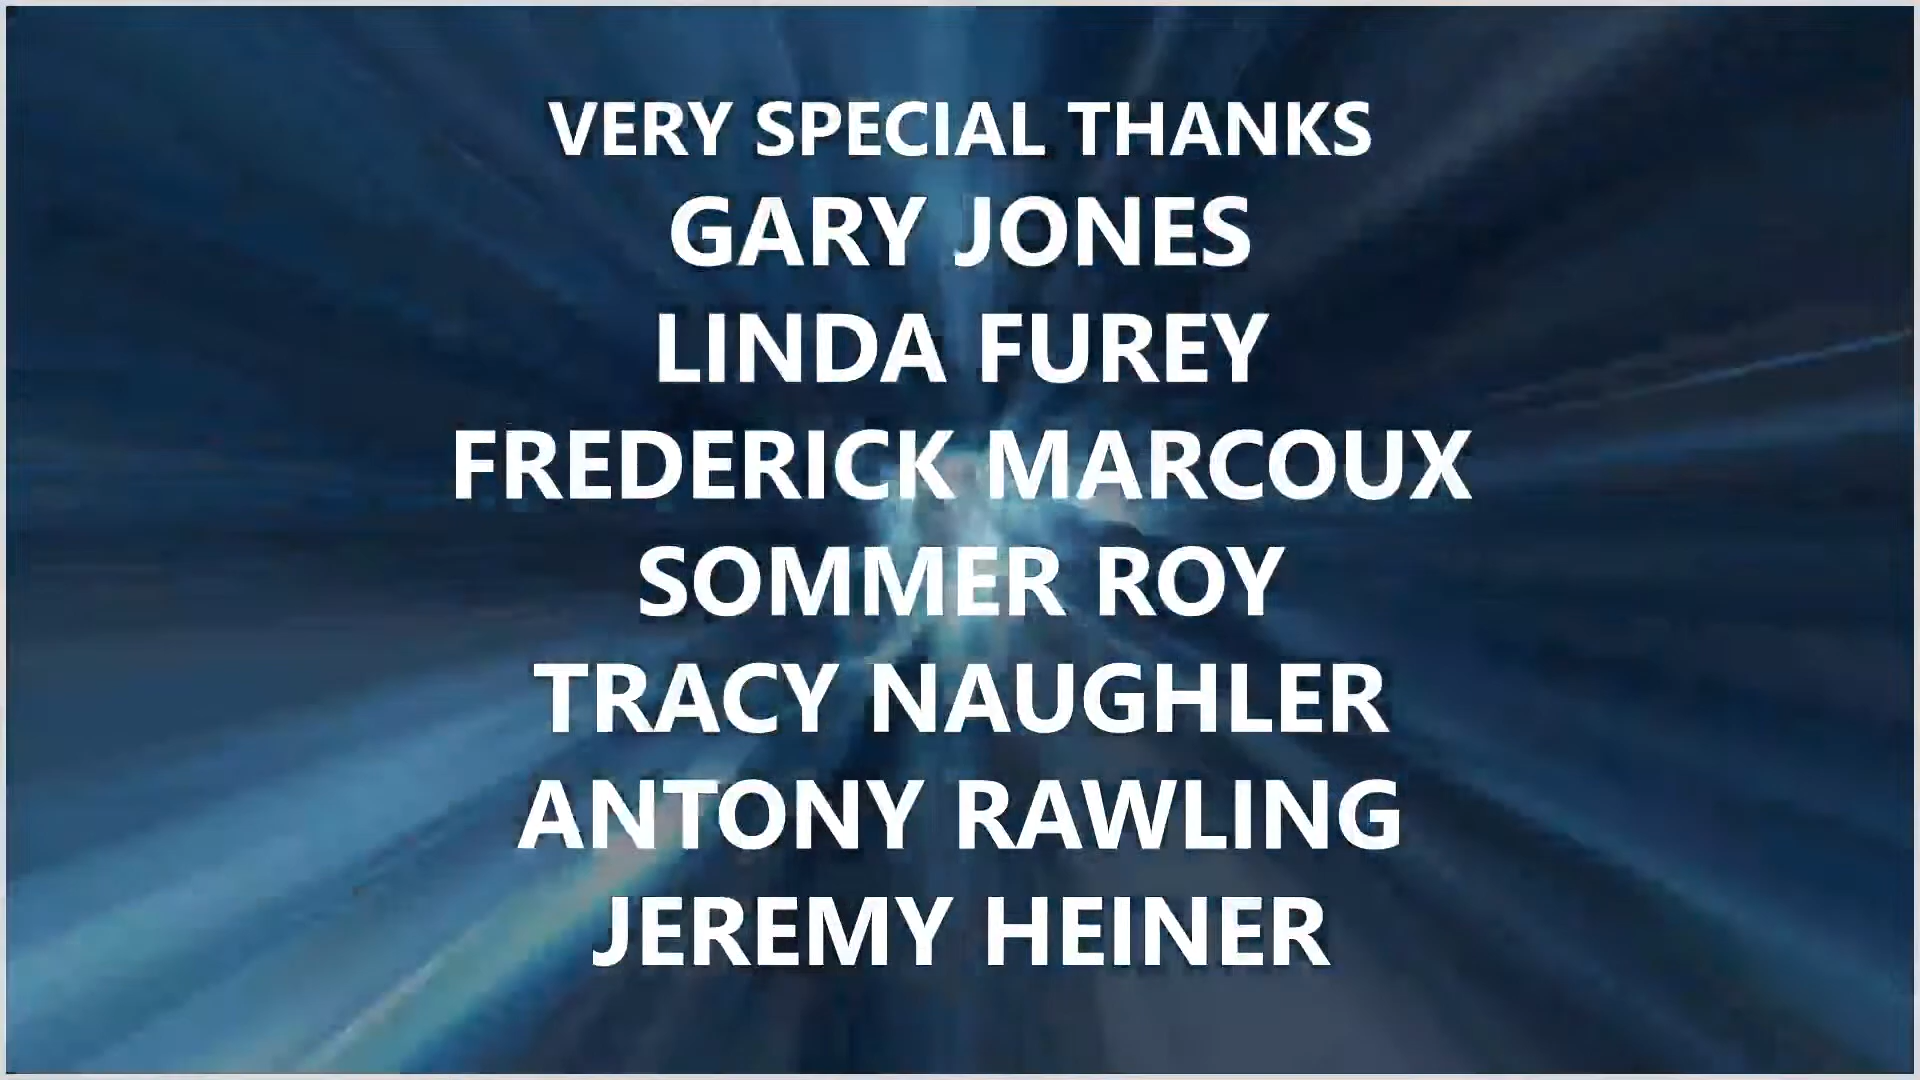 VERY SPECIAL THANKS
GARY JONES
LINDA FUREY
FREDERICK MARCOUX
SOMMER ROY
TRACY NAUGHLER
ANTONY RAWLING
JEREMY HEINER